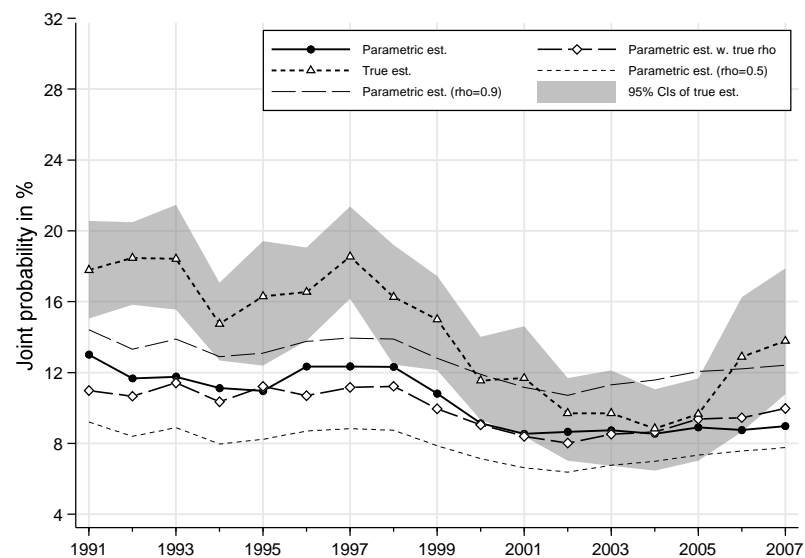 32
28
24
20
16
12
8
4
Joint probability in %
Parametric est.
True est.
Parametric est. (rho=0.9)
Parametric est. w. true rho
Parametric est. (rho=0.5)
95% CIs of true est.
1991 1993 1995 1997 1999 2001 2003 2005 2007